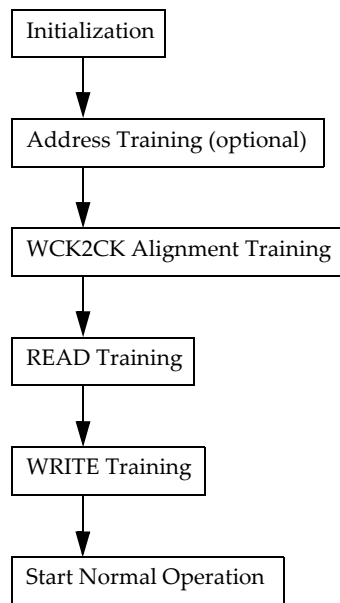 Initialization
Address Training (optional)
WCK2CK Alignment Training
READ Training
WRITE Training
Start Normal Operation